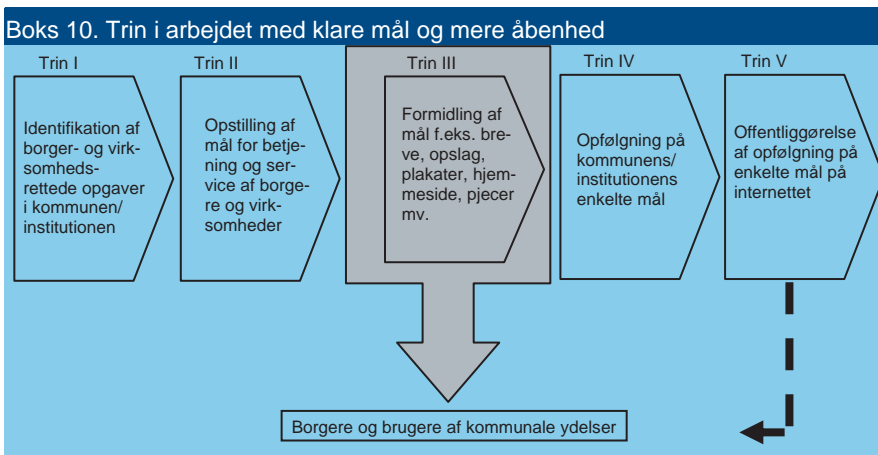 Boks 10. Trin i arbejdet med klare mål og mere åbenhed
Trin I
Identifikation af
borger- og virk-
somheds-
rettede opgaver
i kommunen/
institutionen
Trin II
Opstilling af
mål for betje-
ning og ser-
vice af borge-
re og virk-
somheder
Trin III
Formidling af
mål f.eks. bre-
ve, opslag,
plakater, hjem-
meside, pjecer
mv.
Trin IV
Opfølgning på
kommunens/
institutionens
enkelte mål
Trin V
Offentliggørelse
af opfølgning på
enkelte mål på
internettet
Borgere og brugere af kommunale ydelser